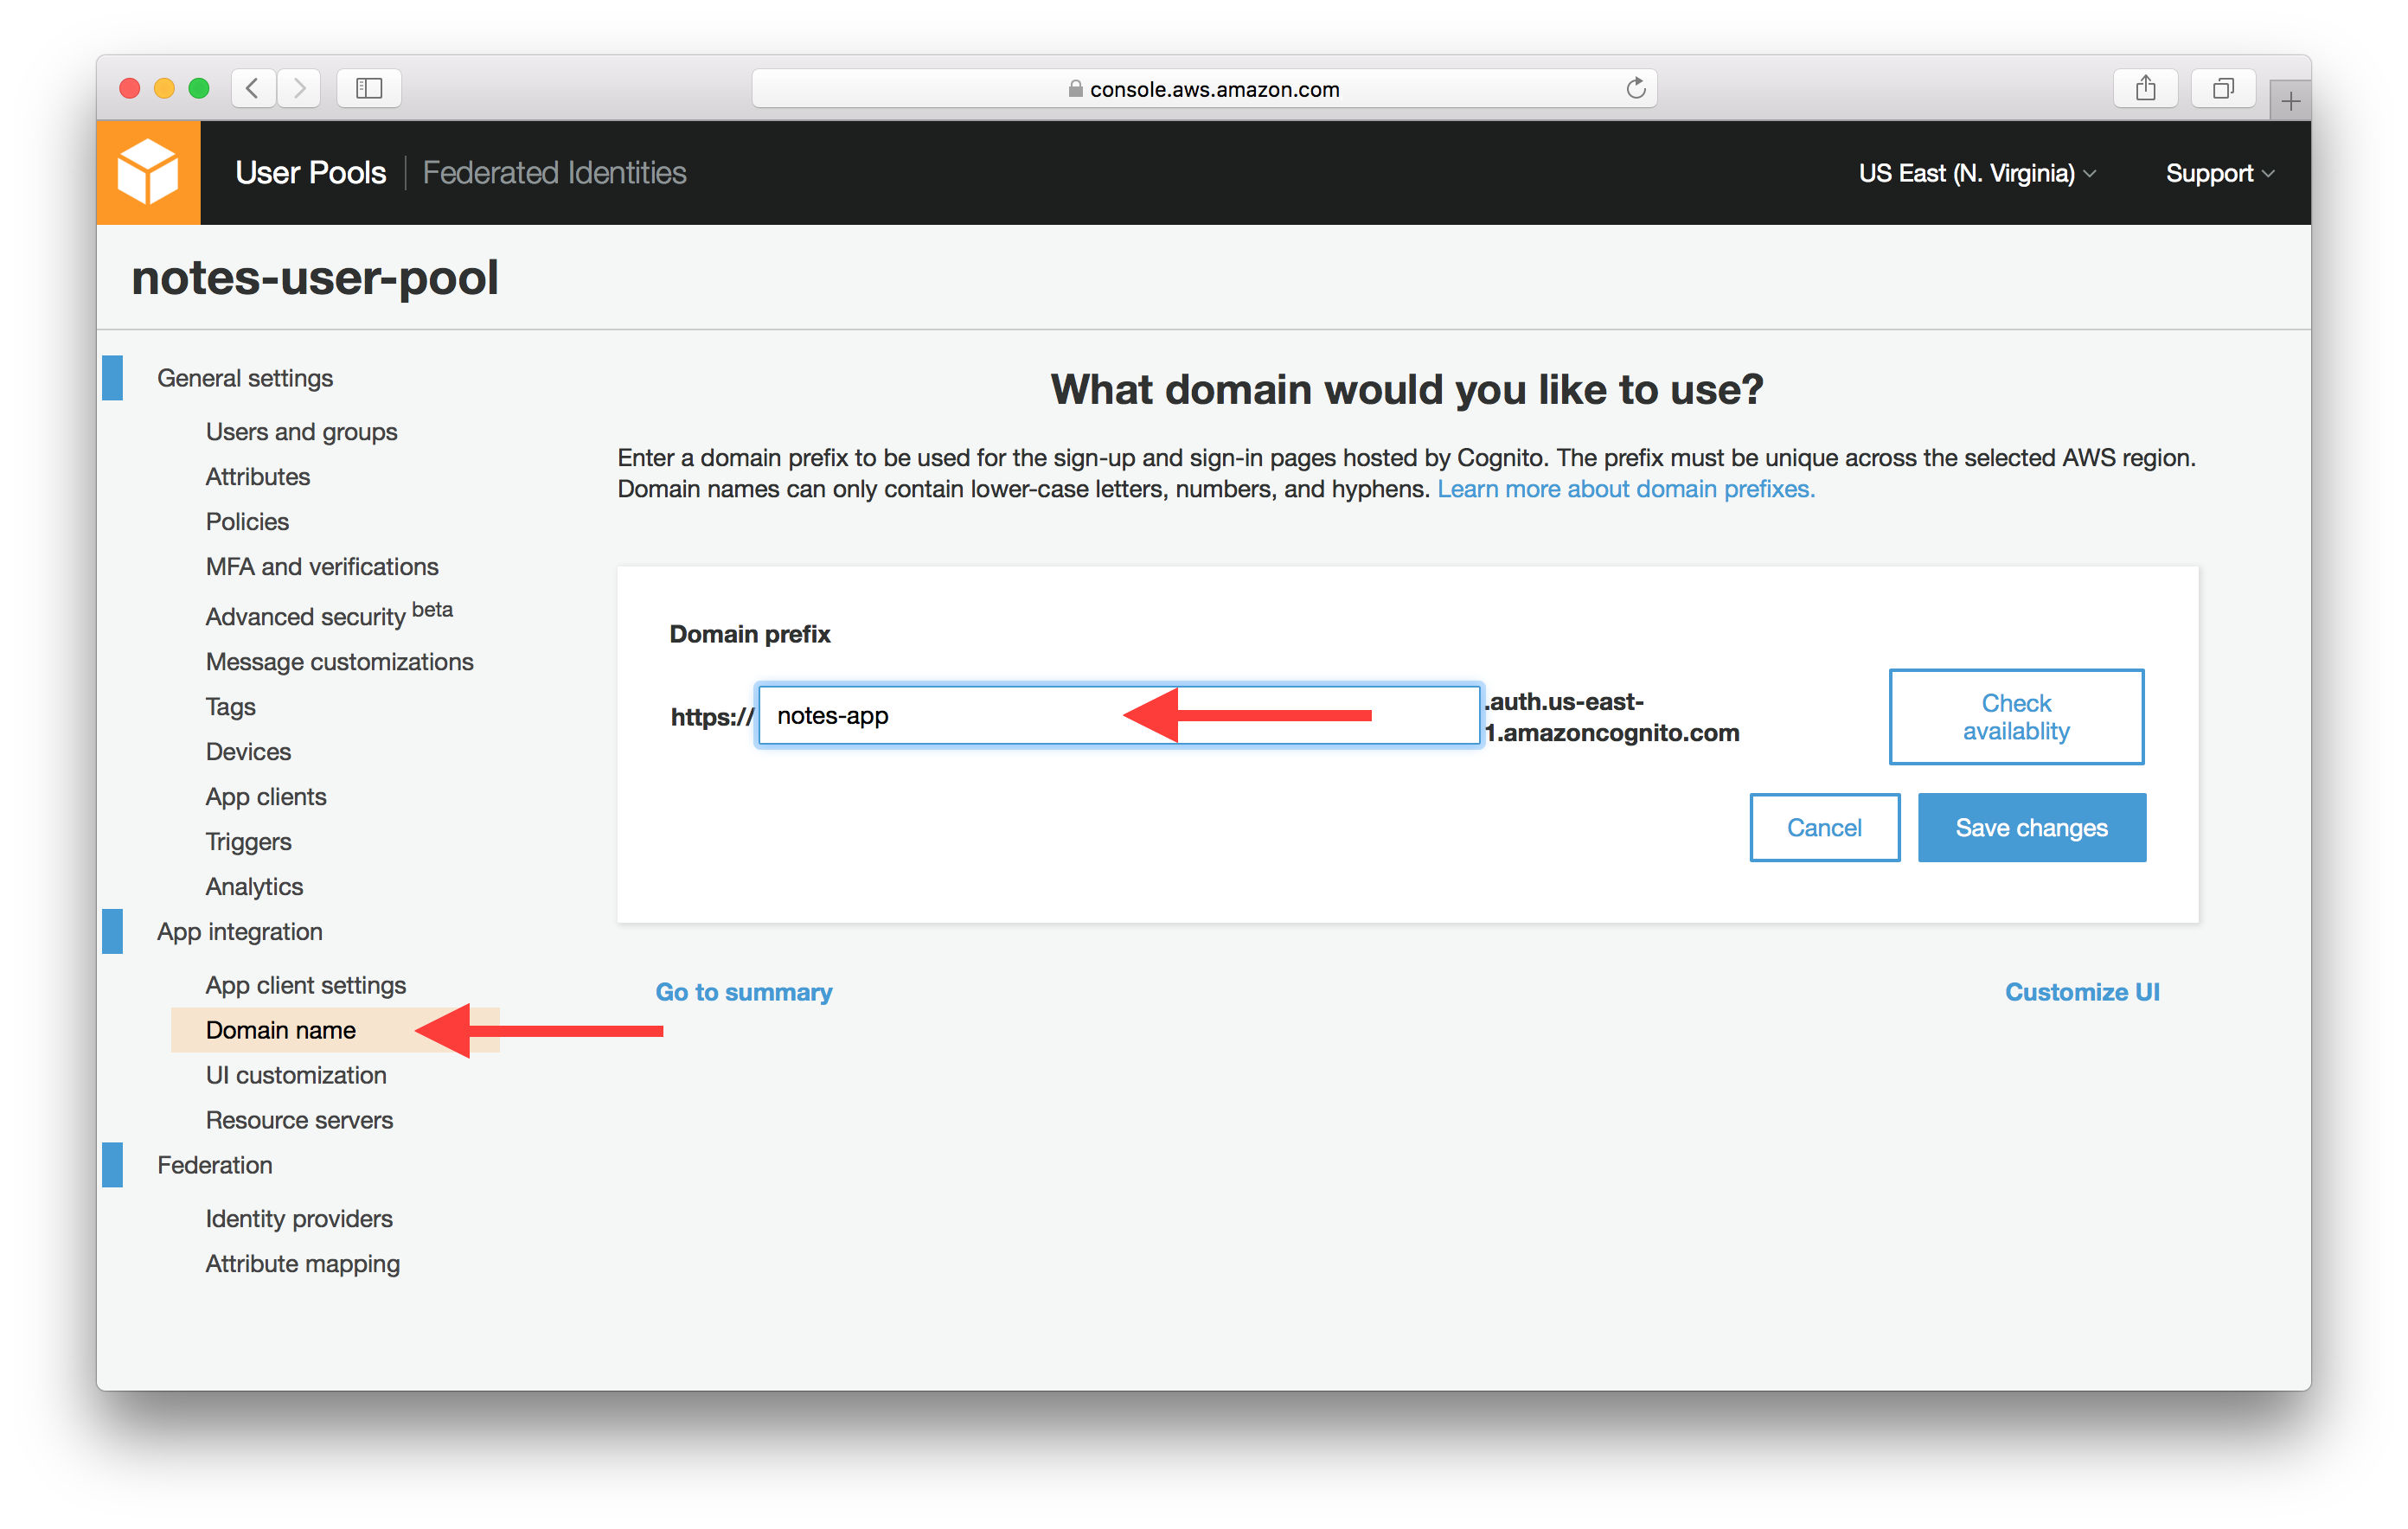 console.aws.amazon.com
User Pools
Federated Identities
US East (N. Virginia)
Support
notes-user-pool
General settings
Users and groups
Attributes
Policies
MFA and verifications
Advanced security beta
Message customizations
Tags
Devices
App clients
Triggers
Analytics
App integration
App client settings
Domain name
UI customization
Resource servers
Federation
Identity providers
Attribute mapping
What domain would you like to use?
Enter a domain prefix to be used for the sign-up and sign-in pages hosted by Cognito. The prefix must be unique across the selected AWS region.
Domain names can only contain lower-case letters, numbers, and hyphens. Learn more about domain prefixes.
Domain prefix
https://
notes-app
.auth.us-east-
1.amazoncognito.com
Check
availablity
Cancel
Save changes
Go to summary
Customize UI